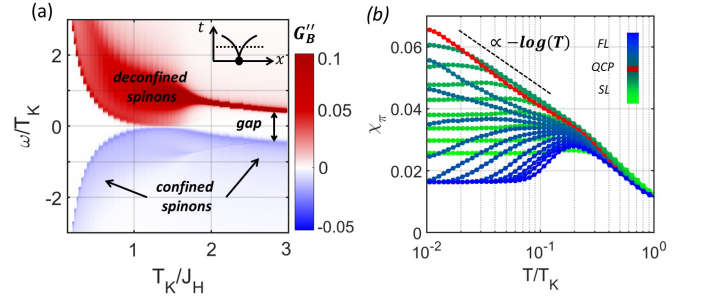 (a)
t
x
G''_B
deconfined
spinons
gap
confined
spinons
ω/T_K
2
0
-2
1
2
3
T_K/J_H
0.1
0.05
0
-0.05
(b)
∝ -log(T)
FL
QCP
SL
χ_π
0.06
0.04
0.02
0
10^-2
10^-1
10^0
T/T_K